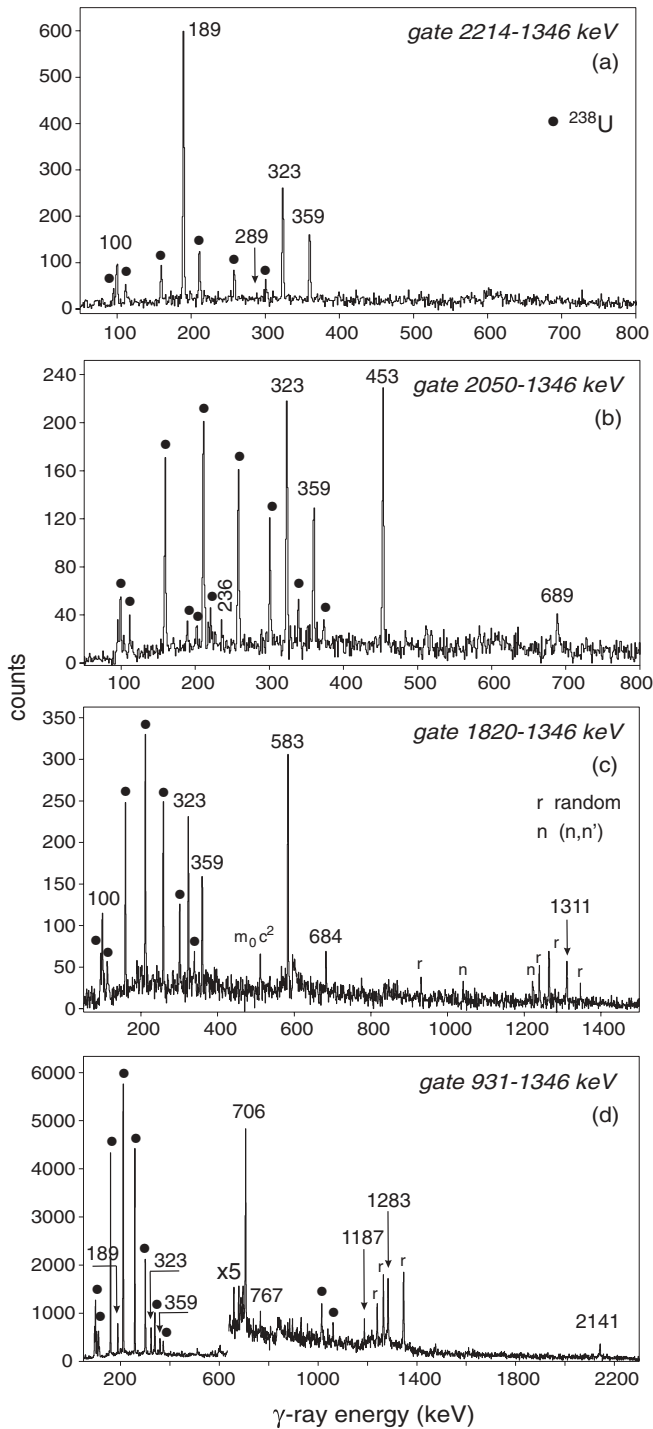 gate 2214-1346 keV
(a)
● ²³⁸U
600
500
400
300
200
100
0
189
323
359
100
289
100 200 300 400 500 600 700 800
gate 2050-1346 keV
(b)
240
200
160
120
80
40
0
323
453
359
236
689
100 200 300 400 500 600 700 800
counts
gate 1820-1346 keV
(c)
r random
n (n,n')
350
300
250
200
150
100
50
0
583
323
359
100
m₀c²
684
1311
r
n
n
r
r
r
200 400 600 800 1000 1200 1400
gate 931-1346 keV
(d)
6000
5000
4000
3000
2000
1000
0
706
1283
1187
189
323
359
x5
767
r
r
r
2141
200 600 1000 1400 1800 2200
γ-ray energy (keV)